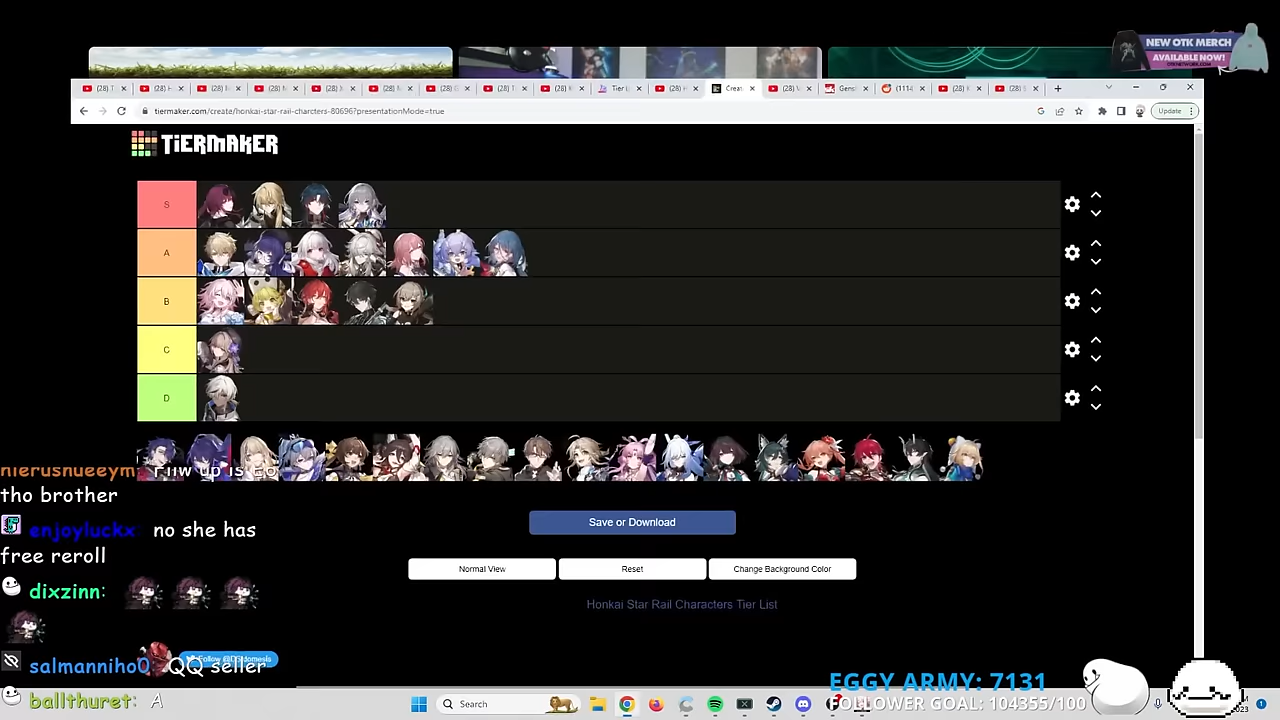 NEW OTK MERCH
AVAILABLE NOW!
tiermaker.com/create/honkai-star-rail-charcters-80696?presentationMode=true
Update
TiERMAKER
S
A
B
C
D
tho brother
enjoyluckx no she has
free reroll
dixzinn:
salmanniho0: QQ seller
ballthuret: A
Save or Download
Normal View
Reset
Change Background Color
Honkai Star Rail Characters Tier List
Search
EGGY ARMY: 7131
FOLLOWER GOAL: 104355/100